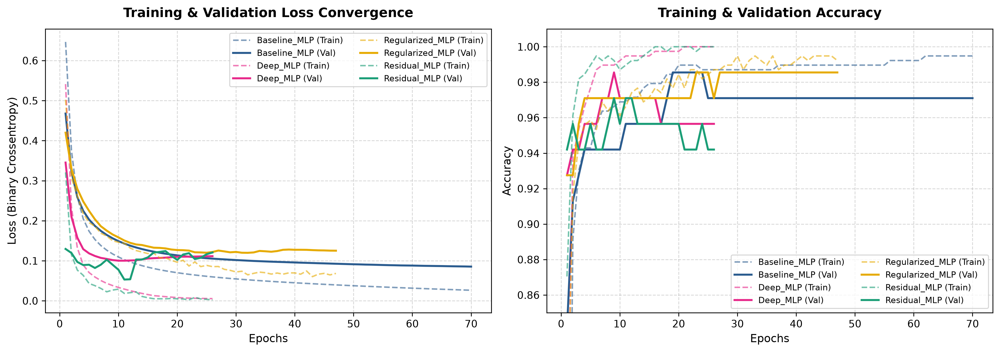 Training & Validation Loss Convergence
Loss (Binary Crossentropy)
0.6
0.5
0.4
0.3
0.2
0.1
0.0
Baseline_MLP (Train)
Baseline_MLP (Val)
Deep_MLP (Train)
Deep_MLP (Val)
Regularized_MLP (Train)
Regularized_MLP (Val)
Residual_MLP (Train)
Residual_MLP (Val)
0 10 20 30 40 50 60 70
Epochs
Training & Validation Accuracy
Accuracy
1.00
0.98
0.96
0.94
0.92
0.90
0.88
0.86
Baseline_MLP (Train)
Baseline_MLP (Val)
Deep_MLP (Train)
Deep_MLP (Val)
Regularized_MLP (Train)
Regularized_MLP (Val)
Residual_MLP (Train)
Residual_MLP (Val)
0 10 20 30 40 50 60 70
Epochs